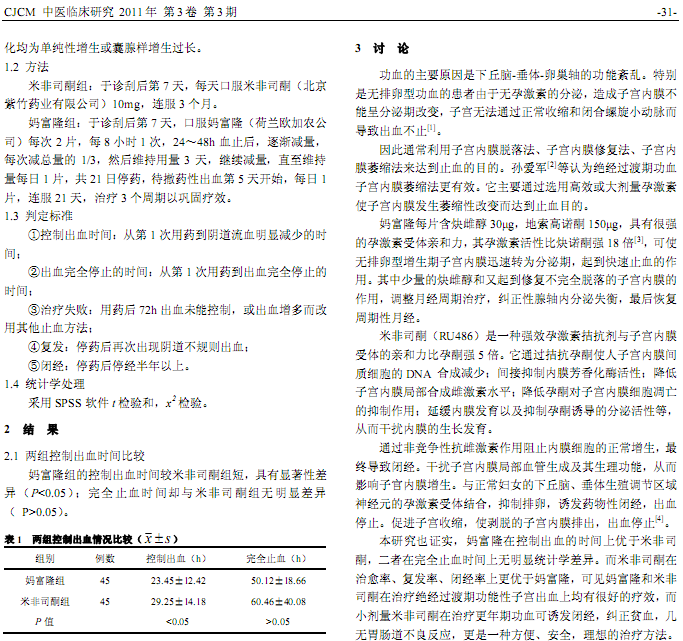 CJCM 中医临床研究 2011 年 第 3 卷 第 3 期
-31-
化均为单纯性增生或囊腺样增生过长。
1.2 方法
米非司酮组：于诊刮后第 7 天，每天口服米非司酮（北京
紫竹药业有限公司）10mg，连服 3 个月。
妈富隆组：于诊刮后第 7 天，口服妈富隆（荷兰欧加农公
司）每次 2 片，每 8 小时 1 次，24～48h 血止后，逐渐减量，
每次减总量的 1/3，然后维持用量 3 天，继续减量，直至维持
量每日 1 片，共 21 日停药，待撤药性出血第 5 天开始，每日 1
片，连服 21 天，治疗 3 个周期以巩固疗效。
1.3 判定标准
①控制出血时间：从第 1 次用药到阴道流血明显减少的时
间；
②出血完全停止的时间：从第 1 次用药到出血完全停止的
时间；
③治疗失败：用药后 72h 出血未能控制，或出血增多而改
用其他止血方法；
④复发：停药后再次出现阴道不规则出血；
⑤闭经：停药后停经半年以上。
1.4 统计学处理
采用 SPSS 软件 t 检验和，x²检验。
2 结 果
2.1 两组控制出血时间比较
妈富隆组的控制出血时间较米非司酮组短，具有显著性差
异（P<0.05）；完全止血时间却与米非司酮组无明显差异
（ P>0.05）。
表 1 两组控制出血情况比较（x̄±s）
组别 例数 控制出血（h） 完全止血（h）
妈富隆组 45 23.45±12.42 50.12±18.66
米非司酮组 45 29.25±14.18 60.46±40.08
P 值 <0.05 >0.05
3 讨 论
功血的主要原因是下丘脑-垂体-卵巢轴的功能紊乱。特别
是无排卵型功血的患者由于无孕激素的分泌，造成子宫内膜不
能呈分泌期改变，子宫无法通过正常收缩和闭合螺旋小动脉而
导致出血不止[1]。
因此通常利用子宫内膜脱落法、子宫内膜修复法、子宫内
膜萎缩法来达到止血的目的。孙爱军[2]等认为绝经过渡期功血
子宫内膜萎缩法更有效。它主要通过选用高效或大剂量孕激素
使子宫内膜发生萎缩性改变而达到止血目的。
妈富隆每片含炔雌醇 30μg，地索高诺酮 150μg，具有很强
的孕激素受体亲和力，其孕激素活性比炔诺酮强 18 倍[3]，可使
无排卵型增生期子宫内膜迅速转为分泌期，起到快速止血的作
用。其中少量的炔雌醇和又起到修复不完全脱落的子宫内膜的
作用，调整月经周期治疗，纠正性腺轴内分泌失衡，最后恢复
周期性月经。
米非司酮（RU486）是一种强效孕激素拮抗剂与子宫内膜
受体的亲和力比孕酮强 5 倍。它通过拮抗孕酮使人子宫内膜间
质细胞的 DNA 合成减少；间接抑制内膜芳香化酶活性；降低
子宫内膜局部合成雌激素水平；降低孕酮对子宫内膜细胞凋亡
的抑制作用；延缓内膜发育以及抑制孕酮诱导的分泌活性等，
从而干扰内膜的生长发育。
通过非竞争性抗雌激素作用阻止内膜细胞的正常增生，最
终导致闭经。干扰子宫内膜局部血管生成及其生理功能，从而
影响子宫内膜增生。与正常妇女的下丘脑、垂体生殖调节区域
神经元的孕激素受体结合，抑制排卵，诱发药物性闭经，出血
停止。促进子宫收缩，使剥脱的子宫内膜排出，出血停止[4]。
本研究也证实，妈富隆在控制出血的时间上优于米非司
酮，二者在完全止血时间上无明显统计学差异。而米非司酮在
治愈率、复发率、闭经率上更优于妈富隆，可见妈富隆和米非
司酮在治疗绝经过渡期功能性子宫出血上均有很好的疗效，而
小剂量米非司酮在治疗更年期功血可诱发闭经，纠正贫血，几
无胃肠道不良反应，更是一种方便、安全，理想的治疗方法。